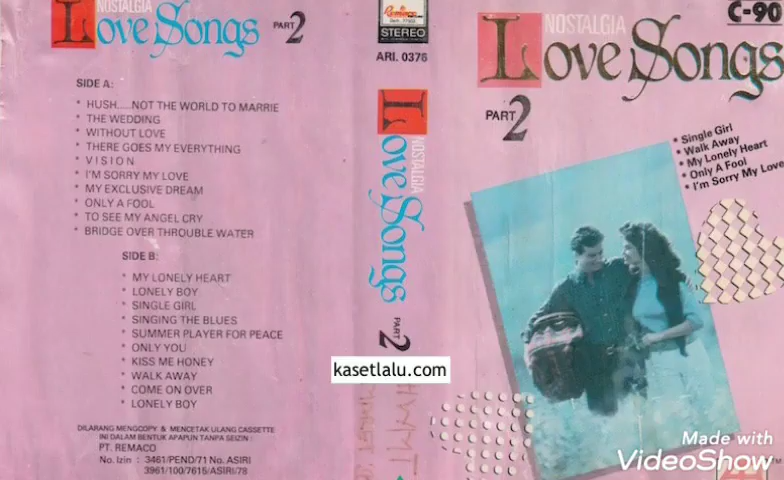 NOSTALGIA
Love Songs PART 2
SIDE A:
* HUSH.....NOT THE WORLD TO MARRIE
* THE WEDDING
* WITHOUT LOVE
* THERE GOES MY EVERYTHING
* V I S I O N
* I'M SORRY MY LOVE
* MY EXCLUSIVE DREAM
* ONLY A FOOL
* TO SEE MY ANGEL CRY
* BRIDGE OVER THROUBLE WATER
SIDE B:
* MY LONELY HEART
* LONELY BOY
* SINGLE GIRL
* SINGING THE BLUES
* SUMMER PLAYER FOR PEACE
* ONLY YOU
* KISS ME HONEY
* WALK AWAY
* COME ON OVER
* LONELY BOY
DILARANG MENGCOPY & MENCETAK ULANG CASSETTE
INI DALAM BENTUK APAPUN TANPA SEIZIN :
PT. REMACO
No. Izin : 3461/PEND/71 No. ASIRI
3961/100/7615/ASIRI/78
Remaco
STEREO
ARI. 0376
NOSTALGIA
Love Songs
PART 2
kasetlalu.com
C-90
NOSTALGIA
Love Songs
PART 2
* Single Girl
* Walk Away
* My Lonely Heart
* Only A Fool
* I'm Sorry My Love
Made with
VideoShow